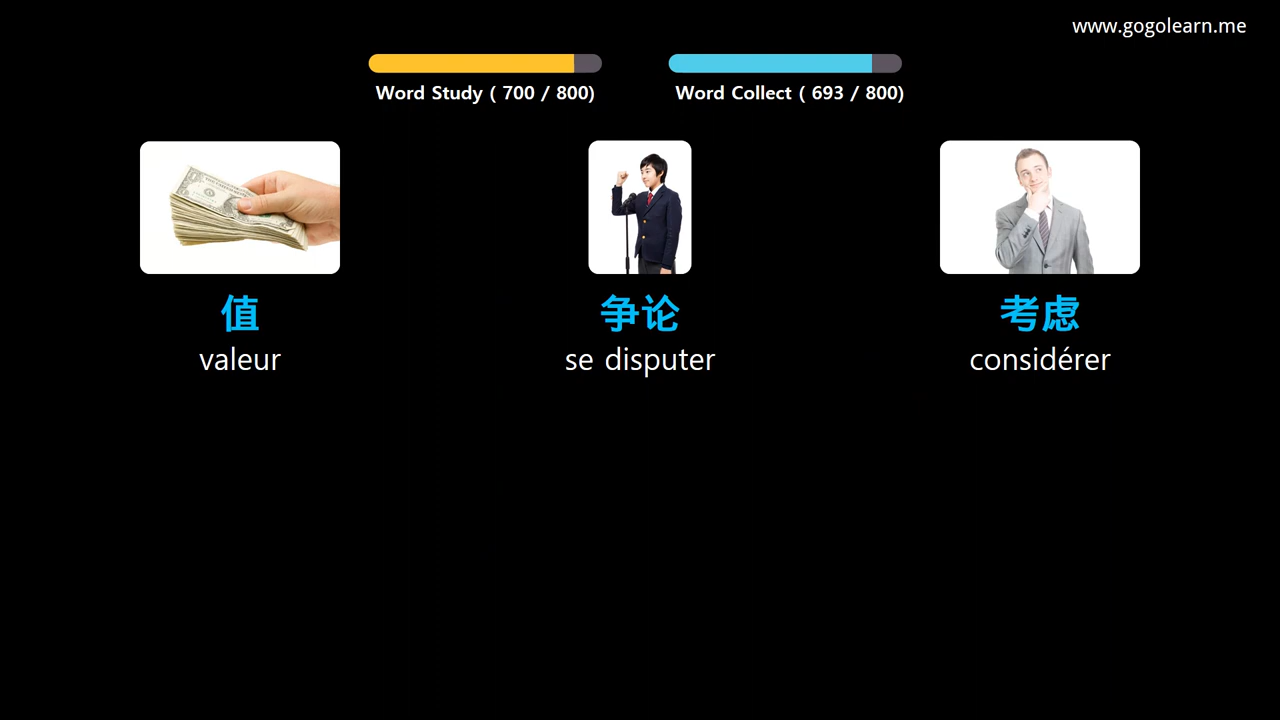 www.gogolearn.me
Word Study ( 700 / 800)
Word Collect ( 693 / 800)
值
valeur
争论
se disputer
考虑
considérer